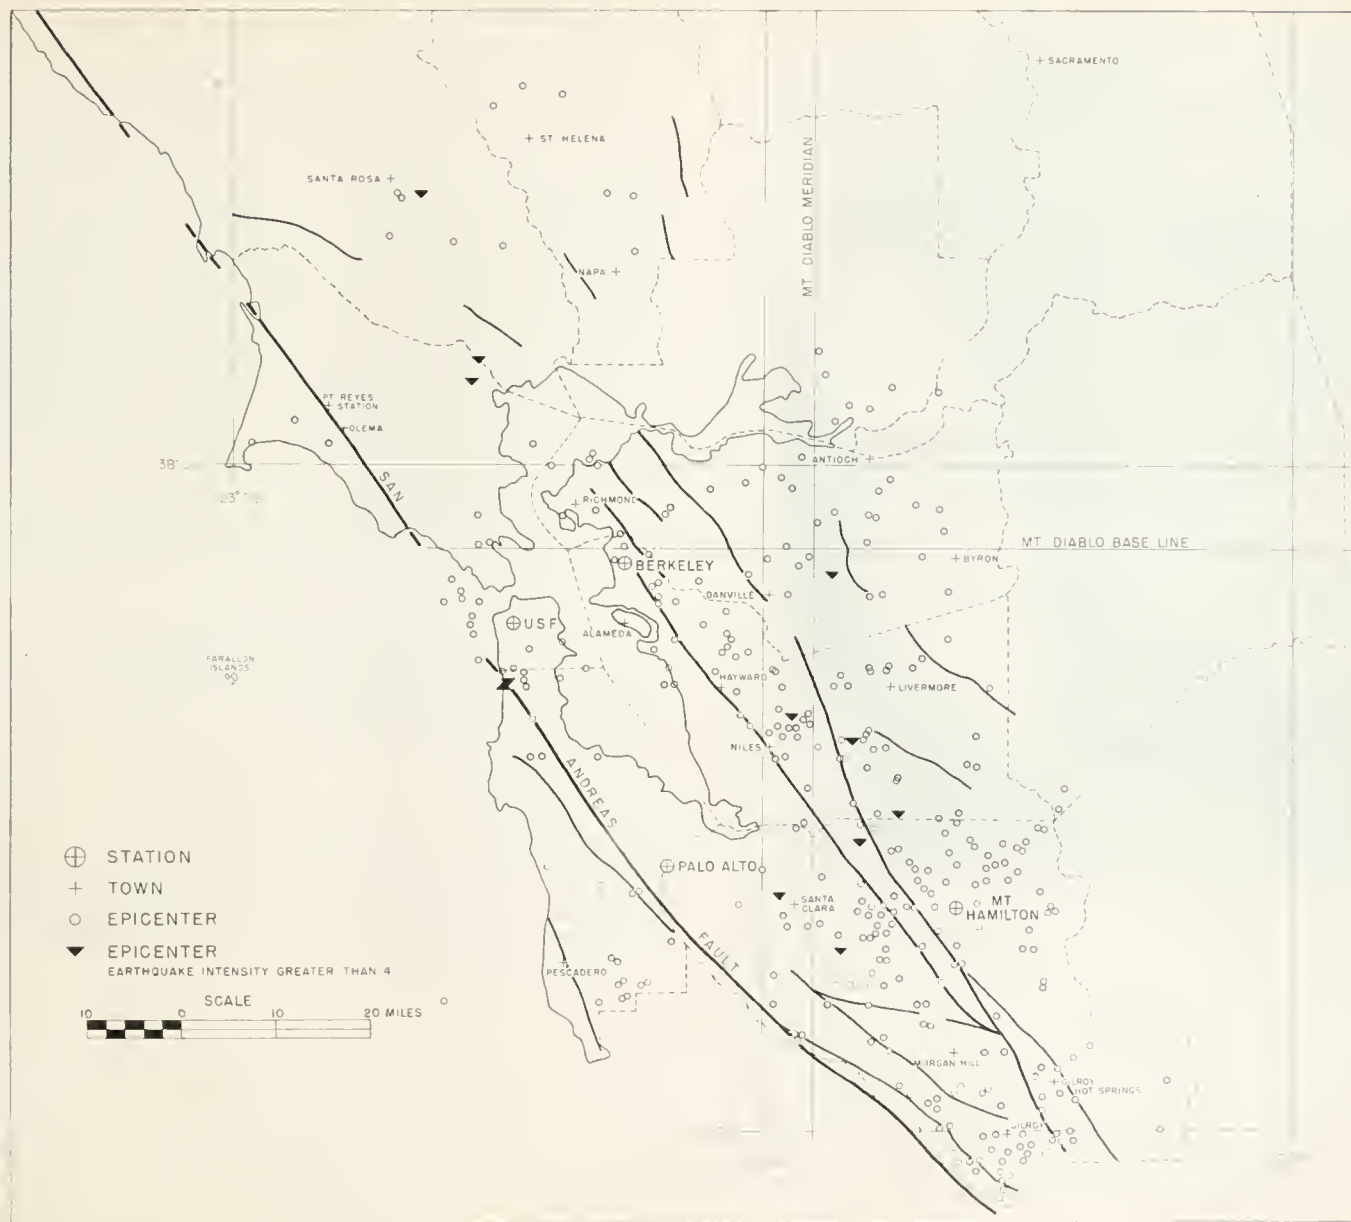 SACRAMENTO
ST HELENA
SANTA ROSA
MT DIABLO MERIDIAN
NAPA
PT REYES
STATION
OLEMA
38°
ANTIOCH
SAN
RICHMOND
MT DIABLO BASE LINE
BYRON
BERKELEY
DANVILLE
USF
ALAMEDA
FARALLON
ISLANDS
HAYWARD
LIVERMORE
NILES
ANDREAS
STATION
PALO ALTO
TOWN
SANTA
CLARA
MT
HAMILTON
EPICENTER
EPICENTER
EARTHQUAKE INTENSITY GREATER THAN 4
FAULT
PESCADERO
SCALE
10 0 10 20 MILES
MORGAN HILL
GILROY
HOT SPRINGS